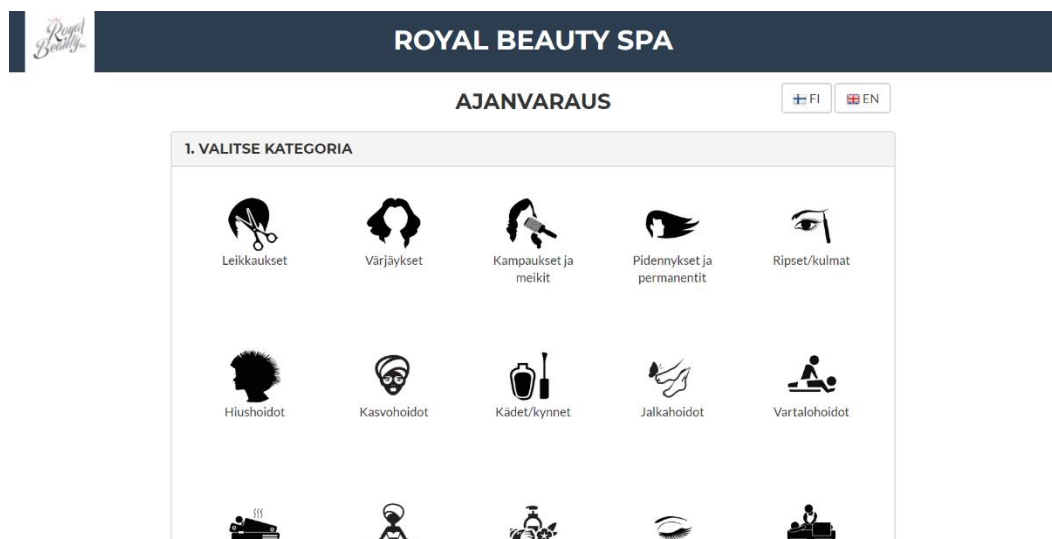 Royal
Beauty
ROYAL BEAUTY SPA
AJANVARAUS
FI
EN
1. VALITSE KATEGORIA
Leikkaukset
Värjäykset
Kampaukset ja
meikit
Pidennykset ja
permanentit
Ripset/kulmat
Hiushoidot
Kasvohoidot
Kädet/kynnet
Jalkahoidot
Vartalohoidot